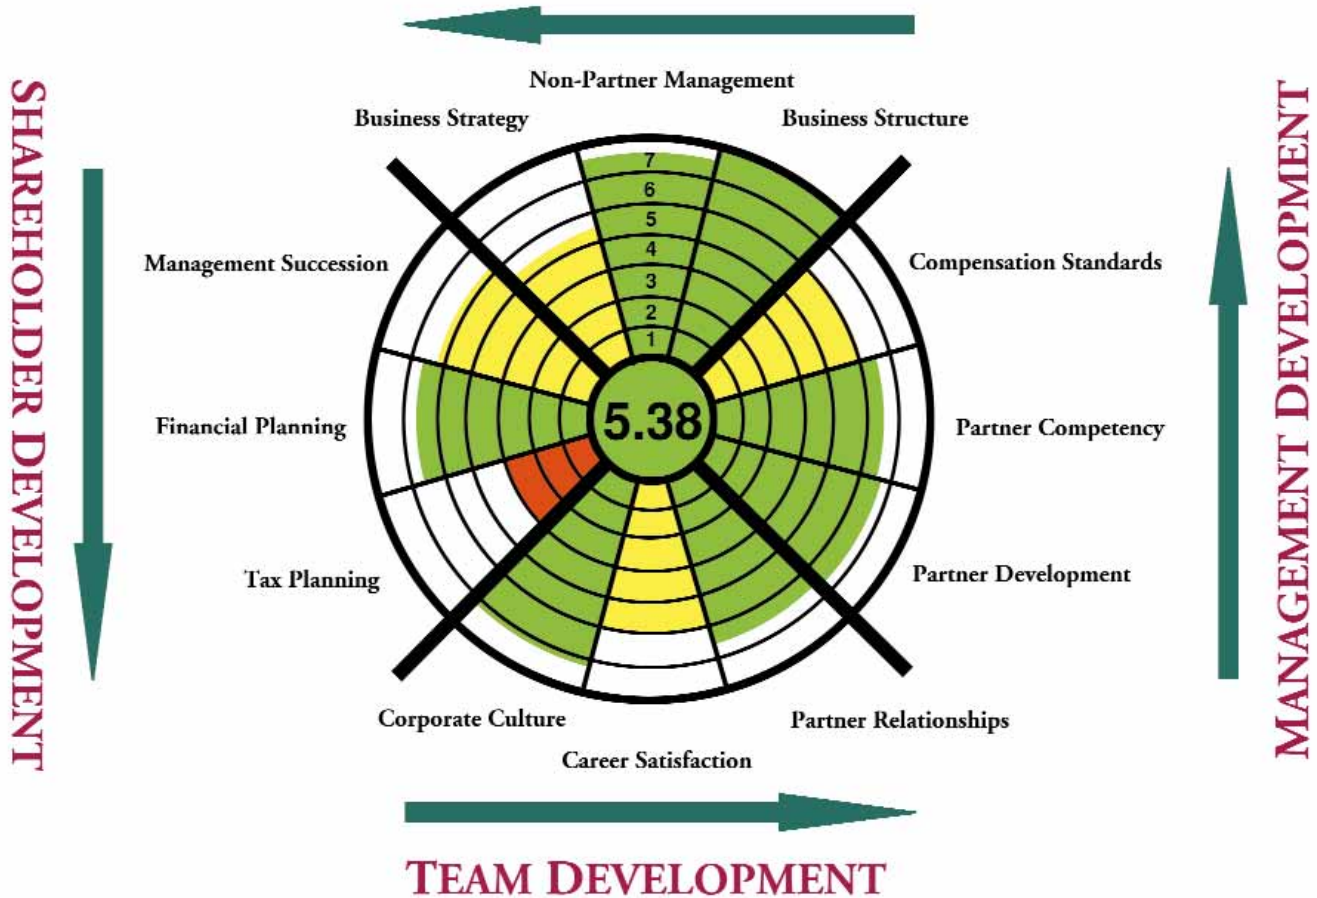 Non-Partner Management
Business Strategy
Business Structure
SHAREHOLDER DEVELOPMENT
MANAGEMENT DEVELOPMENT
7
6
5
4
3
2
1
Management Succession
Compensation Standards
5.38
Financial Planning
Partner Competency
Tax Planning
Partner Development
Corporate Culture
Partner Relationships
Career Satisfaction
TEAM DEVELOPMENT